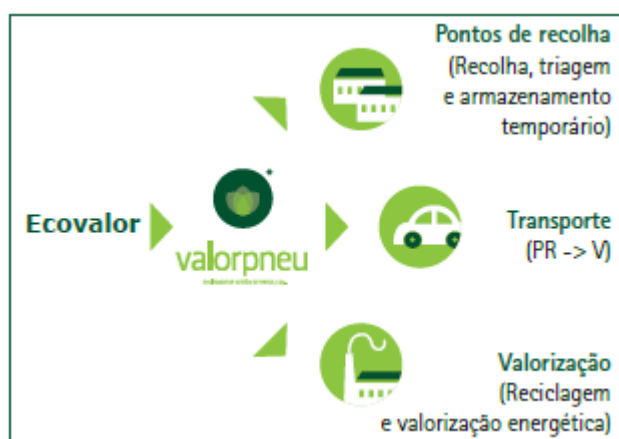 Pontos de recolha
(Recolha, triagem
e armazenamento
temporário)
Ecovalor
valorpneu
Transporte
(PR -> V)
Valorização
(Reciclagem
e valorização energética)